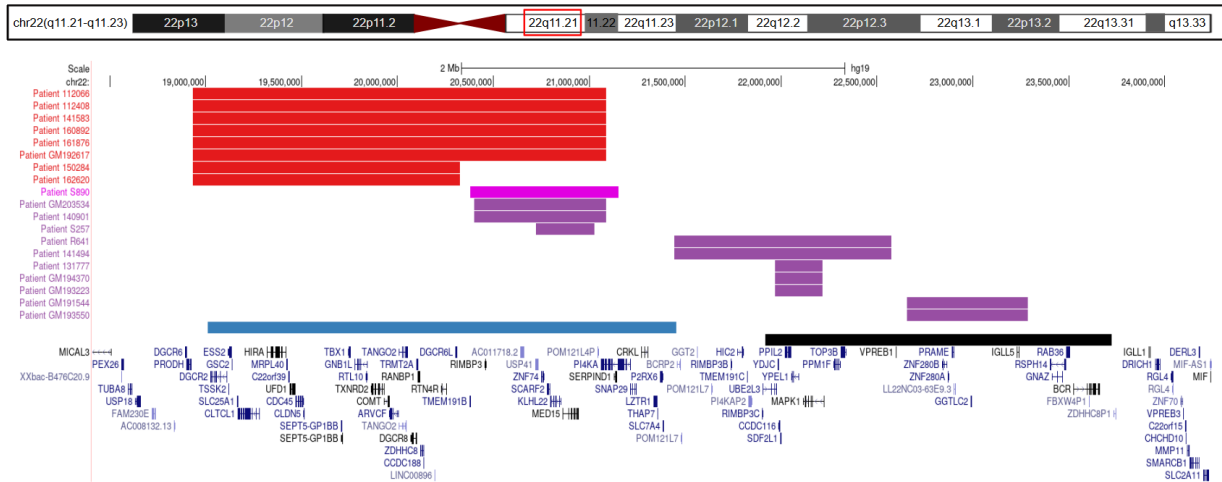 chr22(q11.21-q11.23) 22p13 22p12 22p11.2 22q11.21 11.22 22q11.23 22p12.1 22q12.2 22p12.3 22q13.1 22p13.2 22q13.31 q13.33
Scale 2 Mb hg19
chr22: 19,000,000 19,500,000 20,000,000 20,500,000 21,000,000 21,500,000 22,000,000 22,500,000 23,000,000 23,500,000 24,000,000
Patient 112066
Patient 112408
Patient 141583
Patient 160892
Patient 161876
Patient GM192617
Patient 150284
Patient 162620
Patient S890
Patient GM203534
Patient 140901
Patient S257
Patient R641
Patient 141494
Patient 131777
Patient GM194370
Patient GM193223
Patient GM191544
Patient GM193550
MICAL3 DGCR6 ESS2 HIRA TBX1 TANGO2 DGCR6L AC011718.2 POM121L4P CRKL GGT2 HIC2 PPIL2 TOP3B VPREB1 PRAME IGLL5 RAB36 IGLL1 DERL3
PEX26 PRODH GSC2 MRPL40 GNB1L TRMT2A RIMBP3 USP41 PI4KA BCRP2 RIMBP3B YDJC PPM1F ZNF280B RSPH14 DRICH1 MIF-AS1
XXbac-B476C20.9 DGCR2 C22orf39 RTL10 RANBP1 ZNF74 SERPIND1 P2RX6 TMEM191C YPEL1 ZNF280A GNAZ RGL4 MIF
TUBA8 TSSK2 UFD1 TXNRD2 RTN4R SCARF2 SNAP29 POM121L7 UBE2L3 LL22NC03-63E9.3 BCR RGL4
USP18 SLC25A1 CDC45 COMT TMEM191B KLHL22 LZTR1 PI4KAP2 MAPK1 GGTLC2 FBXW4P1 ZNF70
FAM230E CLTCL1 CLDN5 ARVCF MED15 THAP7 RIMBP3C ZDHHC8P1 VPREB3
AC008132.13 SEPT5-GP1BB TANGO2 SLC7A4 CCDC116 C22orf15
SEPT5-GP1BB DGCR8 POM121L7 SDF2L1 CHCHD10
ZDHHC8 MMP11
CCDC188 SMARCB1
LINC00896 SLC2A11